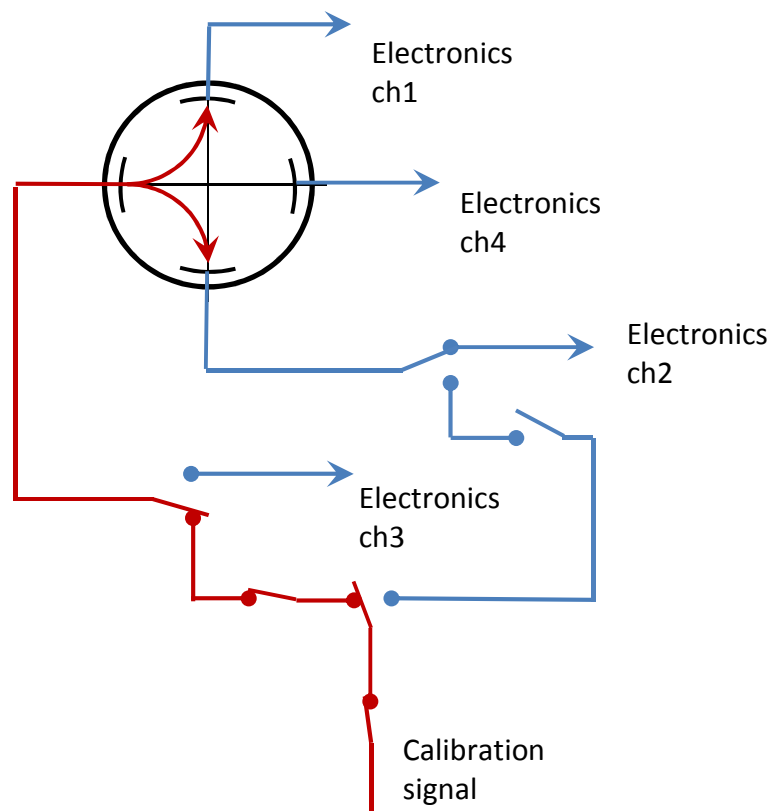 Electronics
ch1
Electronics
ch4
Electronics
ch2
Electronics
ch3
Calibration
signal